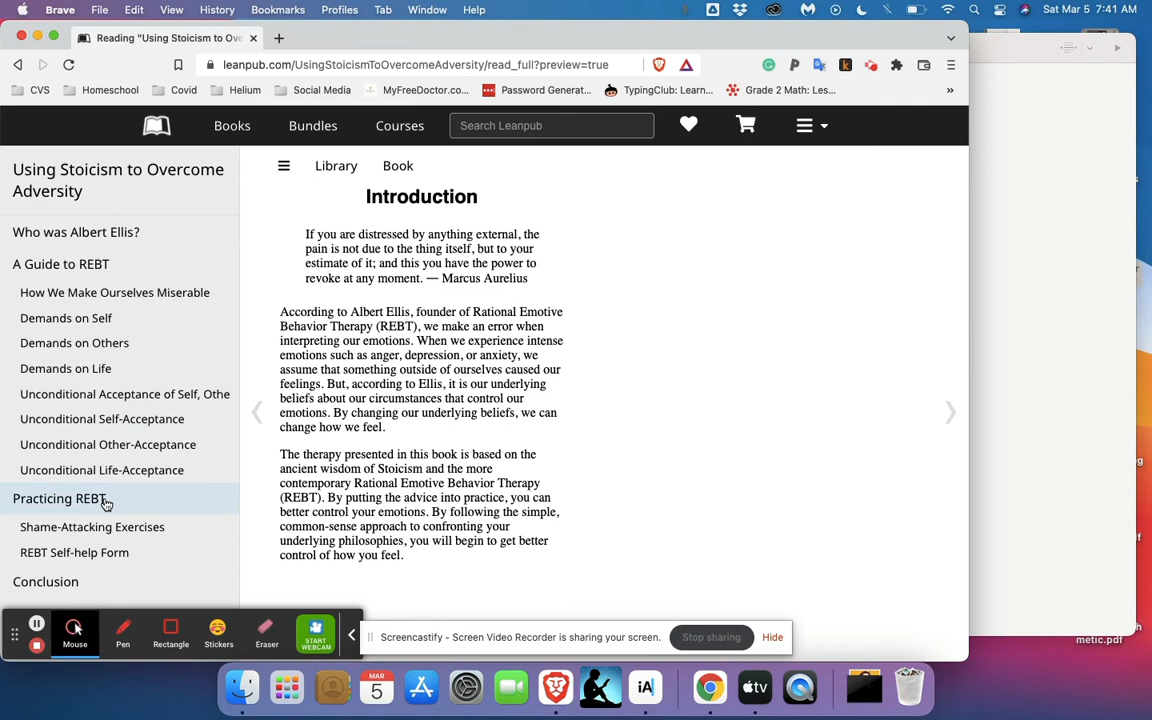 Brave File Edit View History Bookmarks Profiles Tab Window Help Sat Mar 5 7:41 AM
Reading "Using Stoicism to Ove
leanpub.com/UsingStoicismToOvercomeAdversity/read_full?preview=true
CVS Homeschool Covid Helium Social Media MyFreeDoctor.co... Password Generat... TypingClub: Learn... Grade 2 Math: Les...
Books Bundles Courses Search Leanpub
Using Stoicism to Overcome
Adversity
Who was Albert Ellis?
A Guide to REBT
How We Make Ourselves Miserable
Demands on Self
Demands on Others
Demands on Life
Unconditional Acceptance of Self, Othe
Unconditional Self-Acceptance
Unconditional Other-Acceptance
Unconditional Life-Acceptance
Practicing REBT
Shame-Attacking Exercises
REBT Self-help Form
Conclusion
Library Book
Introduction
If you are distressed by anything external, the
pain is not due to the thing itself, but to your
estimate of it; and this you have the power to
revoke at any moment. — Marcus Aurelius
According to Albert Ellis, founder of Rational Emotive
Behavior Therapy (REBT), we make an error when
interpreting our emotions. When we experience intense
emotions such as anger, depression, or anxiety, we
assume that something outside of ourselves caused our
feelings. But, according to Ellis, it is our underlying
beliefs about our circumstances that control our
emotions. By changing our underlying beliefs, we can
change how we feel.
The therapy presented in this book is based on the
ancient wisdom of Stoicism and the more
contemporary Rational Emotive Behavior Therapy
(REBT). By putting the advice into practice, you can
better control your emotions. By following the simple,
common-sense approach to confronting your
underlying philosophies, you will begin to get better
control of how you feel.
Mouse Pen Rectangle Stickers Eraser START
WEBCAM
Screencastify - Screen Video Recorder is sharing your screen. Stop sharing Hide
metic.pdf
MAR
5
iA
tv